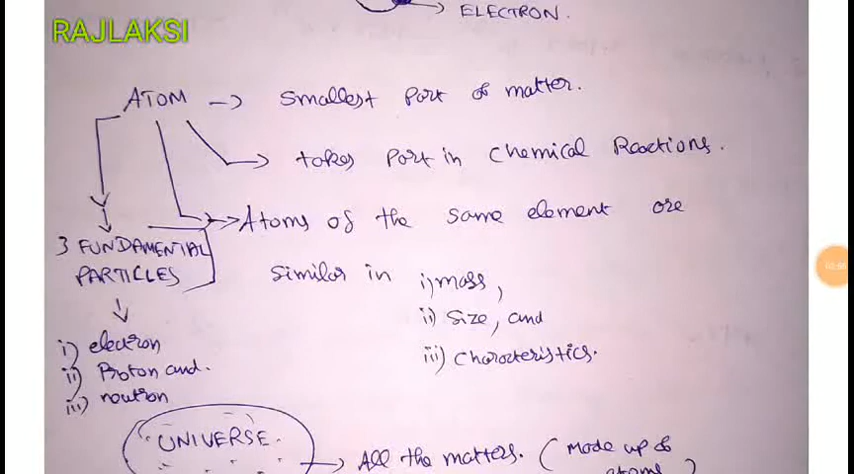 ELECTRON.
RAJLAKSI
ATOM → Smallest Part of matter.
→ takes Part in Chemical Reactions.
→ Atoms of the same element are
3 FUNDAMENTAL
PARTICLES
Similar in i) mass,
ii) Size, and
iii) Characteristics.
i) electron
ii) Proton and.
iii) neutron
UNIVERSE.
→ All the matters. (Made up of
atoms)